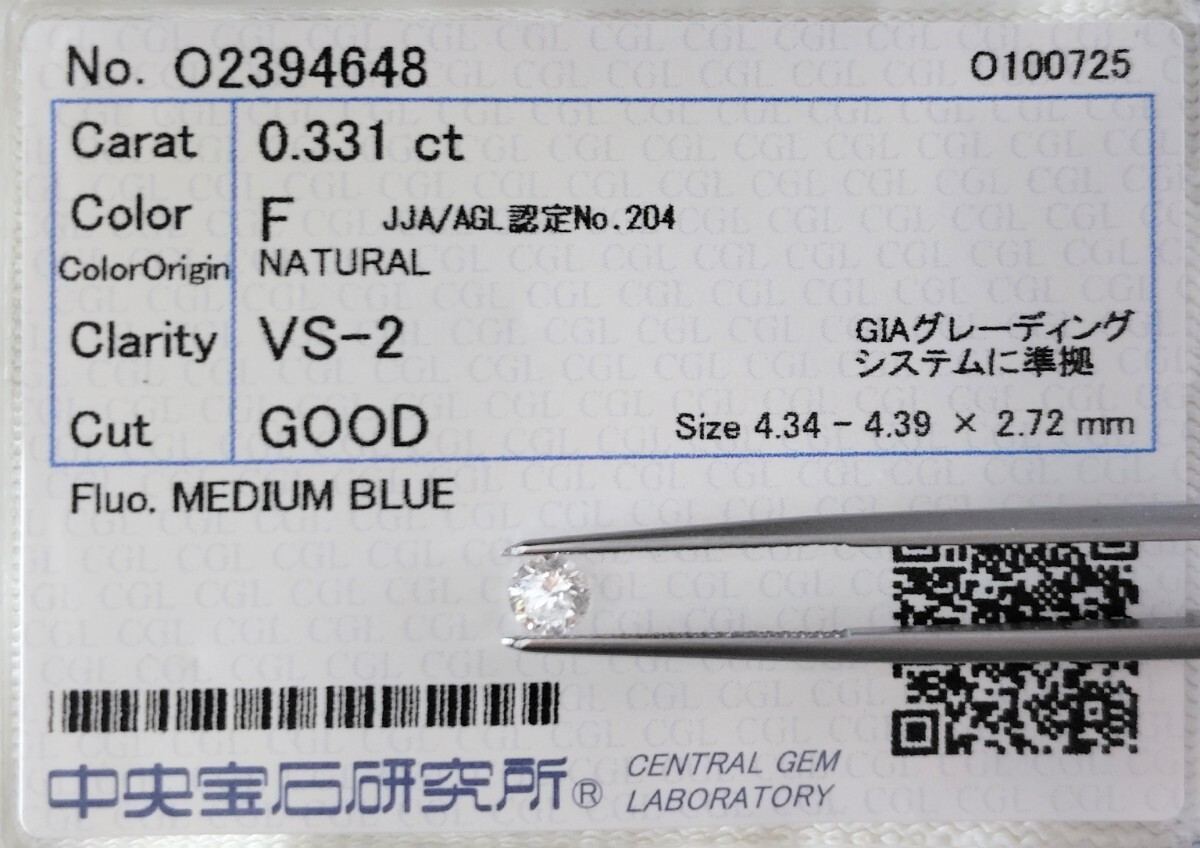 No. O2394648 O100725
Carat 0.331 ct
Color F JJA/AGL認定No.204
ColorOrigin NATURAL
Clarity VS-2 GIAグレーディング
システムに準拠
Cut GOOD Size 4.34 - 4.39 × 2.72 mm
Fluo. MEDIUM BLUE
中央宝石研究所® CENTRAL GEM
LABORATORY